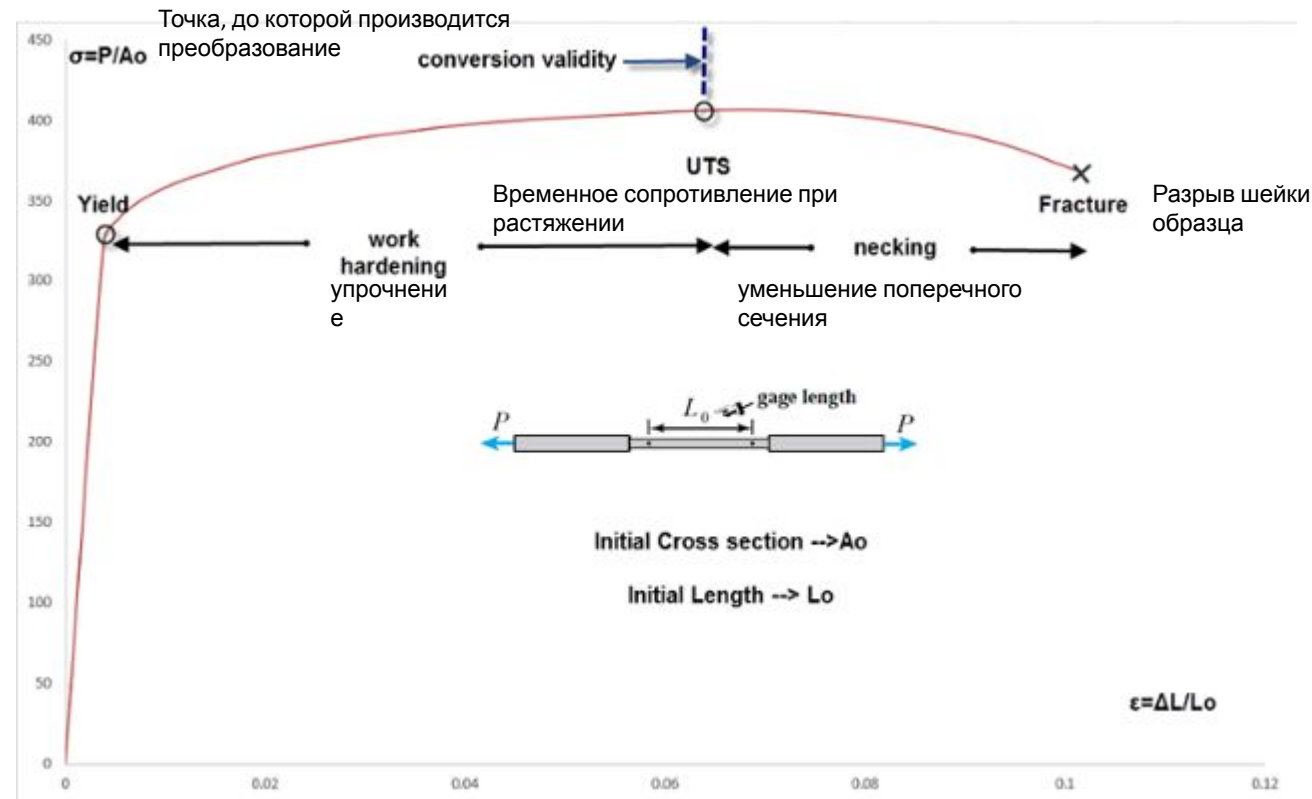 Точка, до которой производится
преобразование
450
σ=P/Ao
conversion validity
400
UTS
350
Yield
Временное сопротивление при
растяжении
Fracture
Разрыв шейки
образца
work
hardening
necking
300
упрочнени
е
уменьшение поперечного
сечения
250
L0
gage length
P
P
200
150
Initial Cross section -->Ao
Initial Length --> Lo
100
50
ε=ΔL/Lo
0
0
0.02
0.04
0.06
0.08
0.1
0.12